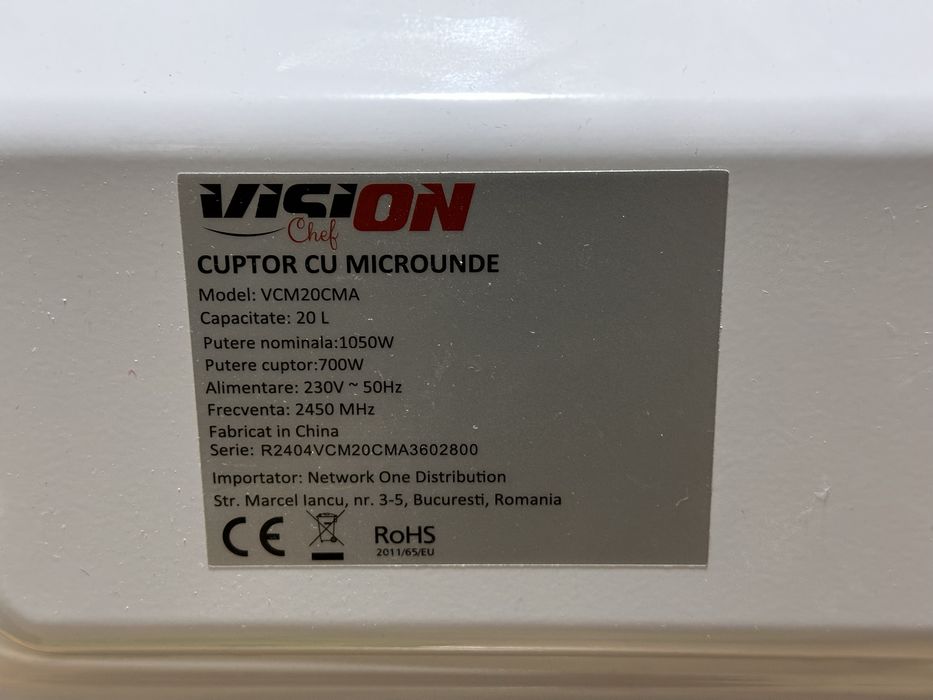 VISION
Chef
CUPTOR CU MICROUNDE
Model: VCM20CMA
Capacitate: 20 L
Putere nominala:1050W
Putere cuptor:700W
Alimentare: 230V ~ 50Hz
Frecventa: 2450 MHz
Fabricat in China
Serie: R2404VCM20CMA3602800
Importator: Network One Distribution
Str. Marcel Iancu, nr. 3-5, Bucuresti, Romania
CE RoHS
2011/65/EU